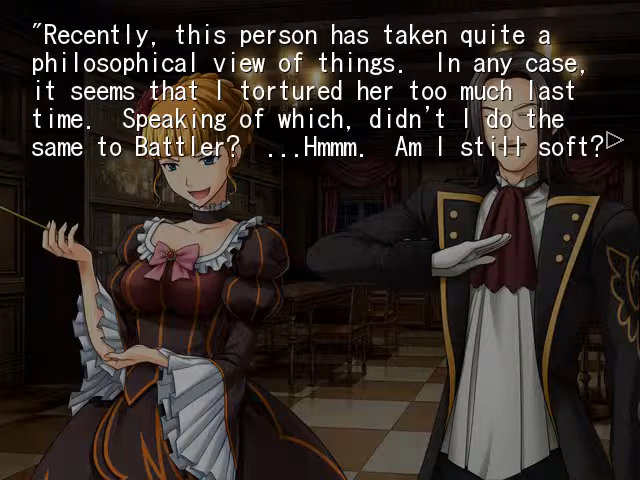 "Recently, this person has taken quite a
philosophical view of things.  In any case,
it seems that I tortured her too much last
time.  Speaking of which, didn't I do the
same to Battler?  ...Hmmm.  Am I still soft?